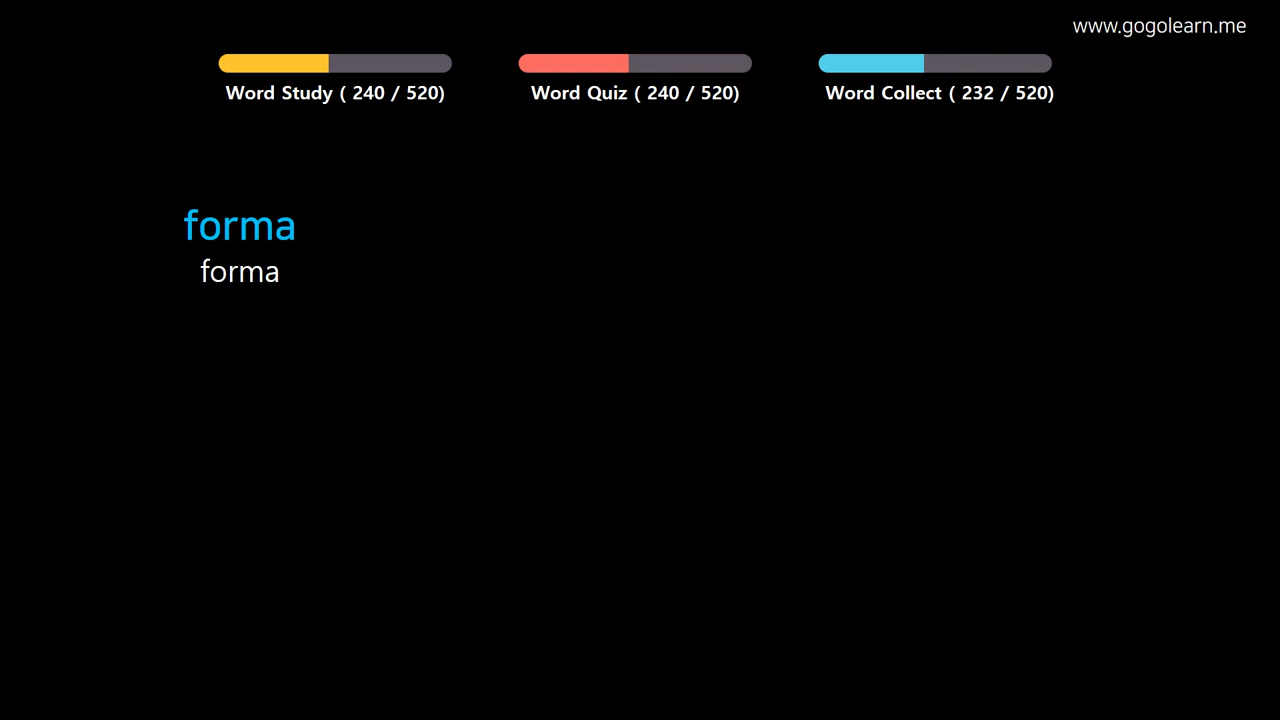 www.gogolearn.me
Word Study ( 240 / 520)
Word Quiz ( 240 / 520)
Word Collect ( 232 / 520)
forma
forma